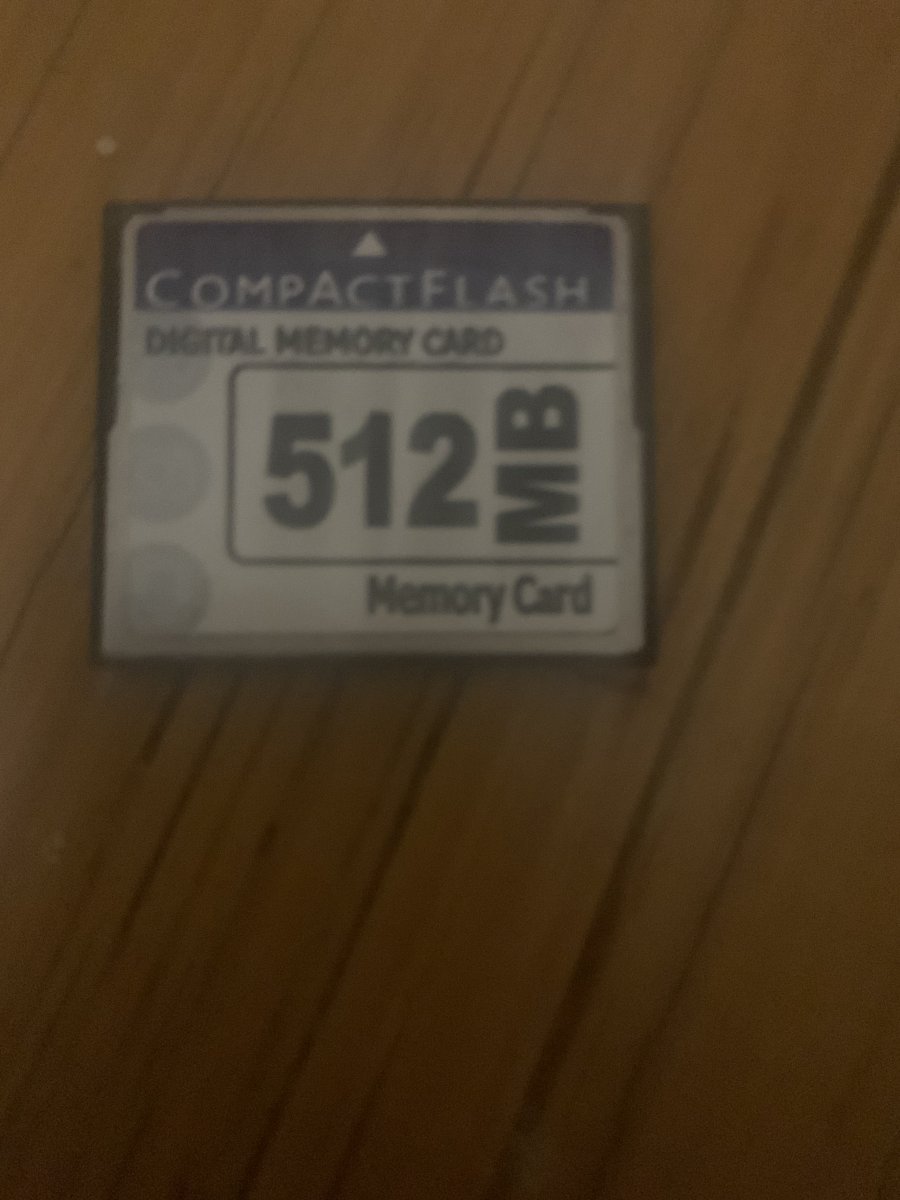 COMPACTFLASH
DIGITAL MEMORY CARD
512 MB
Memory Card